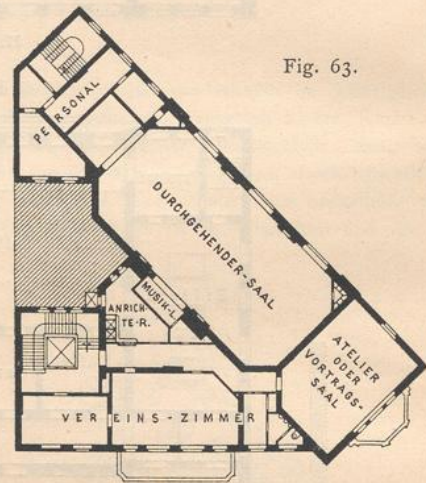 Fig. 63.
PERSONAL
DURCHGEHENDER-SAAL
MUSIK-L.
ANRICH-
TE-R.
ATELIER
ODER
VORTRAGS-
SAAL
VEREINS-ZIMMER